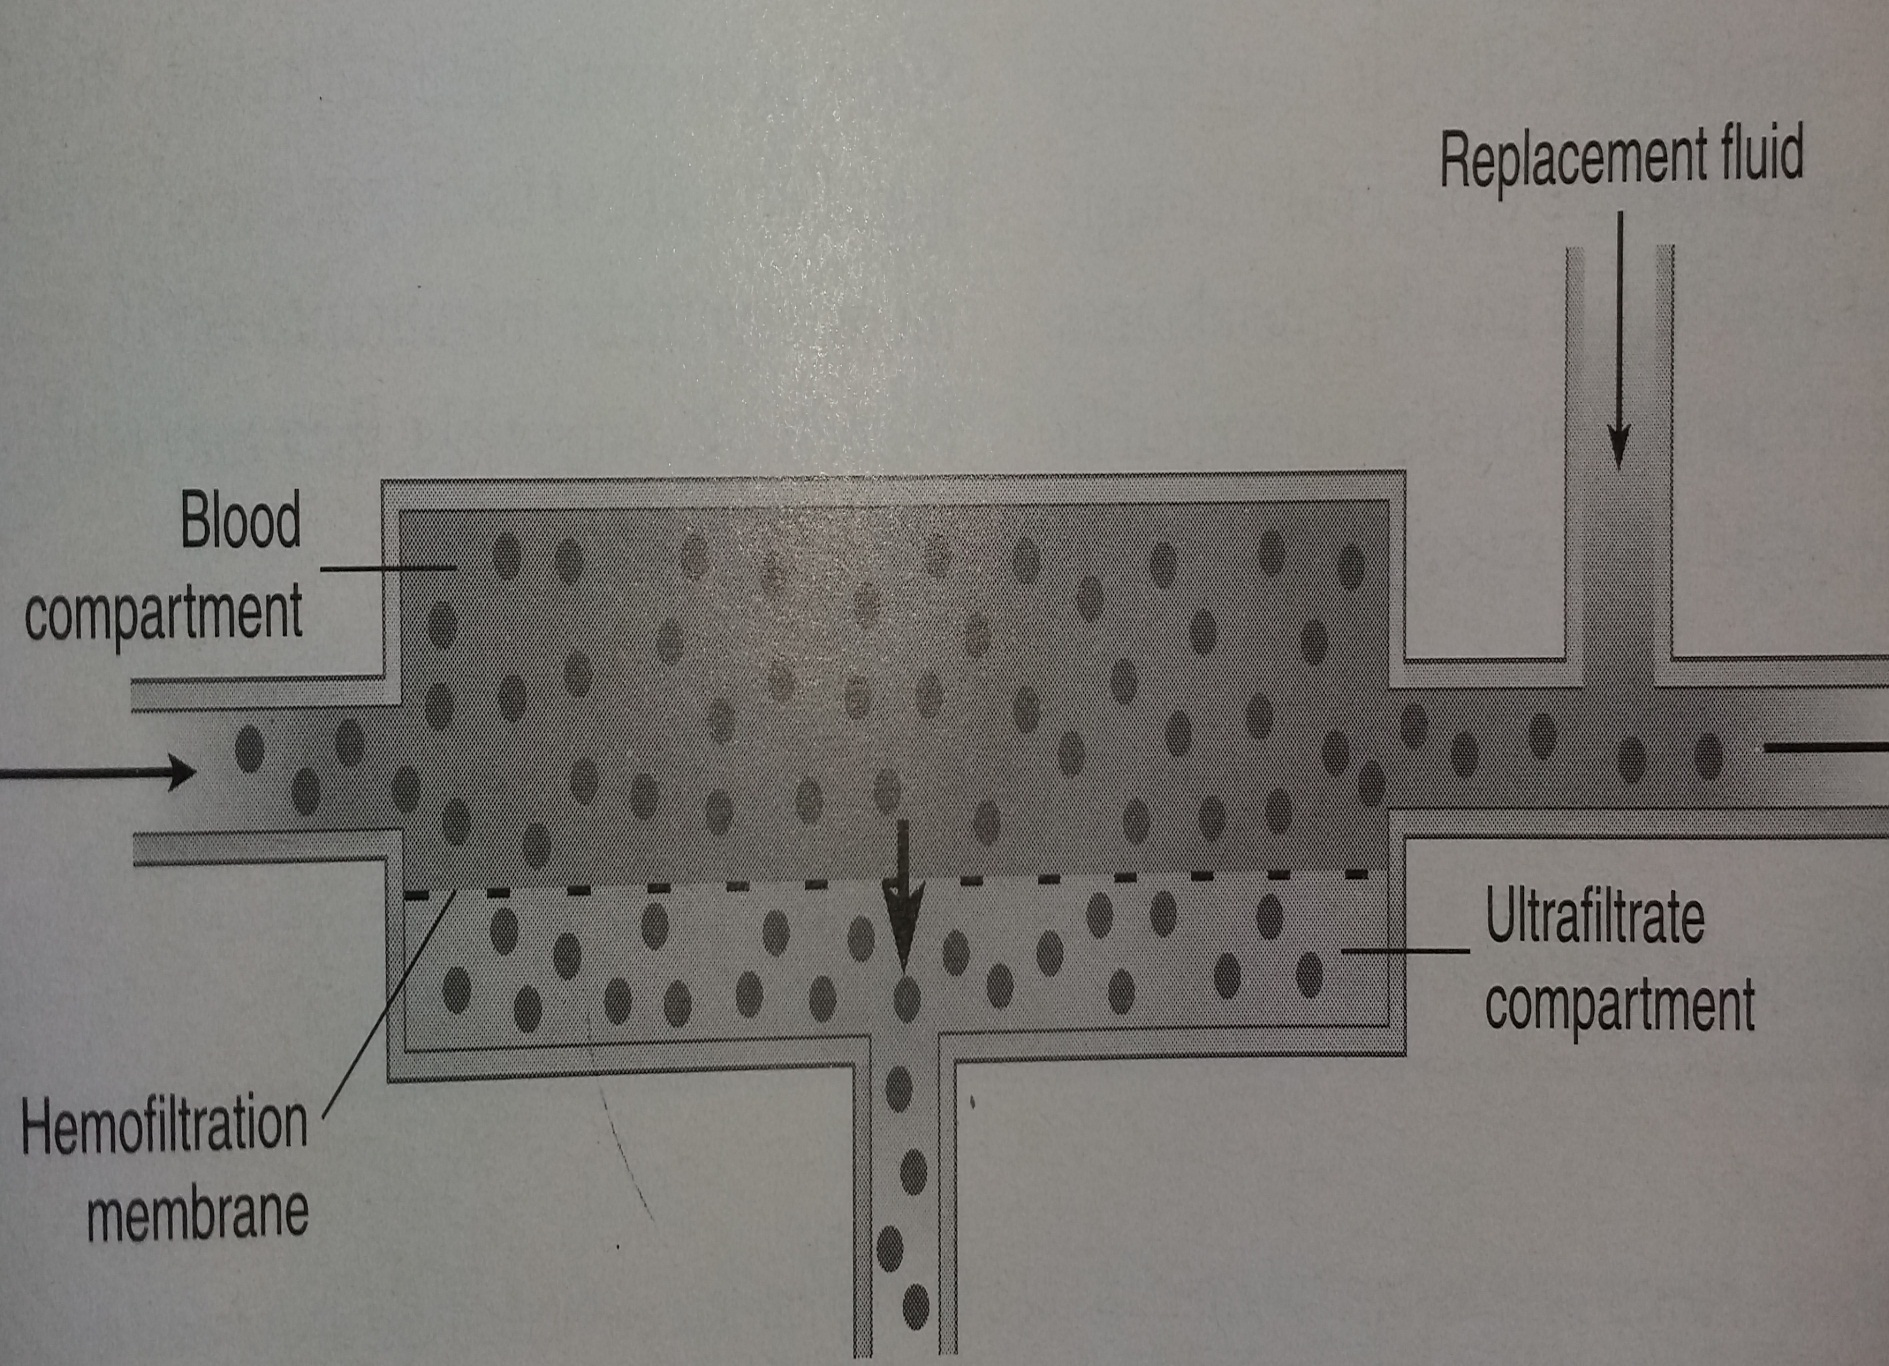 Replacement fluid
Blood
compartment
Ultrafiltrate
compartment
Hemofiltration
membrane